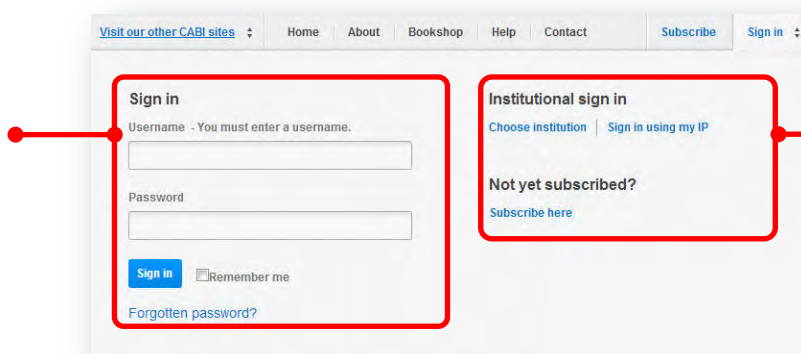 Visit our other CABI sites Home About Bookshop Help Contact Subscribe Sign in
Sign in
Username - You must enter a username.
Password
Sign in Remember me
Forgotten password?
Institutional sign in
Choose institution Sign in using my IP
Not yet subscribed?
Subscribe here